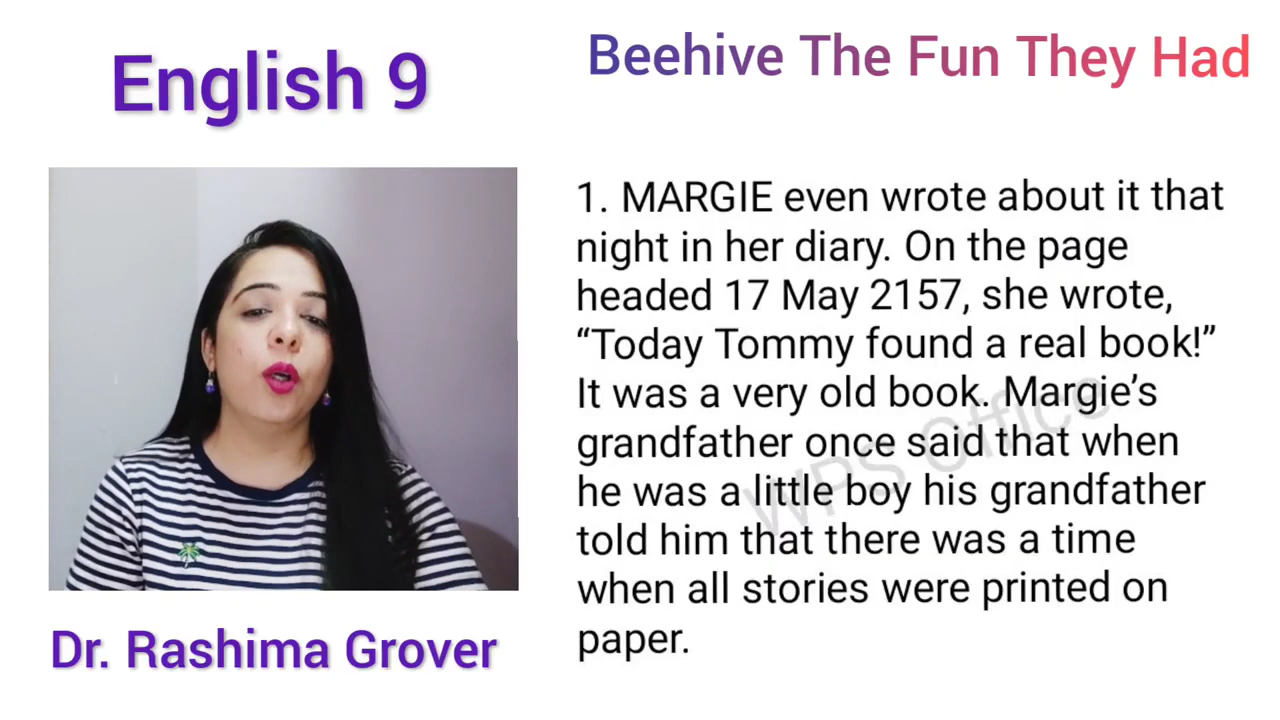 English 9
Beehive The Fun They Had
1. MARGIE even wrote about it that
night in her diary. On the page
headed 17 May 2157, she wrote,
“Today Tommy found a real book!”
It was a very old book. Margie’s
grandfather once said that when
he was a little boy his grandfather
told him that there was a time
when all stories were printed on
paper.
WPS Office
Dr. Rashima Grover